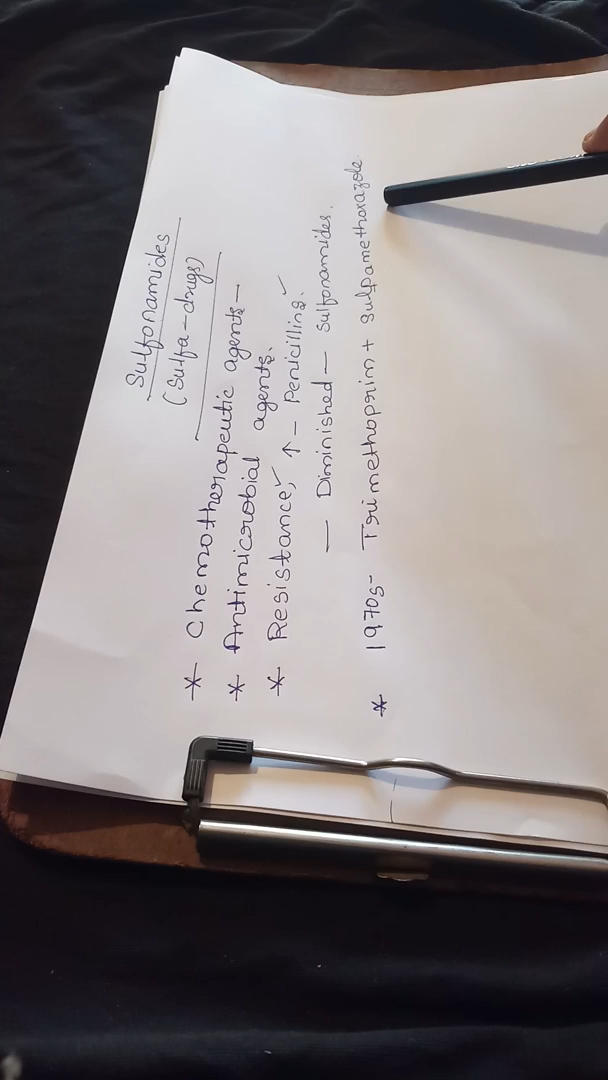 Sulfonamides
(Sulfa-drugs)
* Chemotherapeutic agents -
* Antimicrobial agents.
* Resistance, ↑ - Penicillins.
- Diminished - Sulfonamides.
* 1970s- Trimethoprim + sulfamethoxazole.